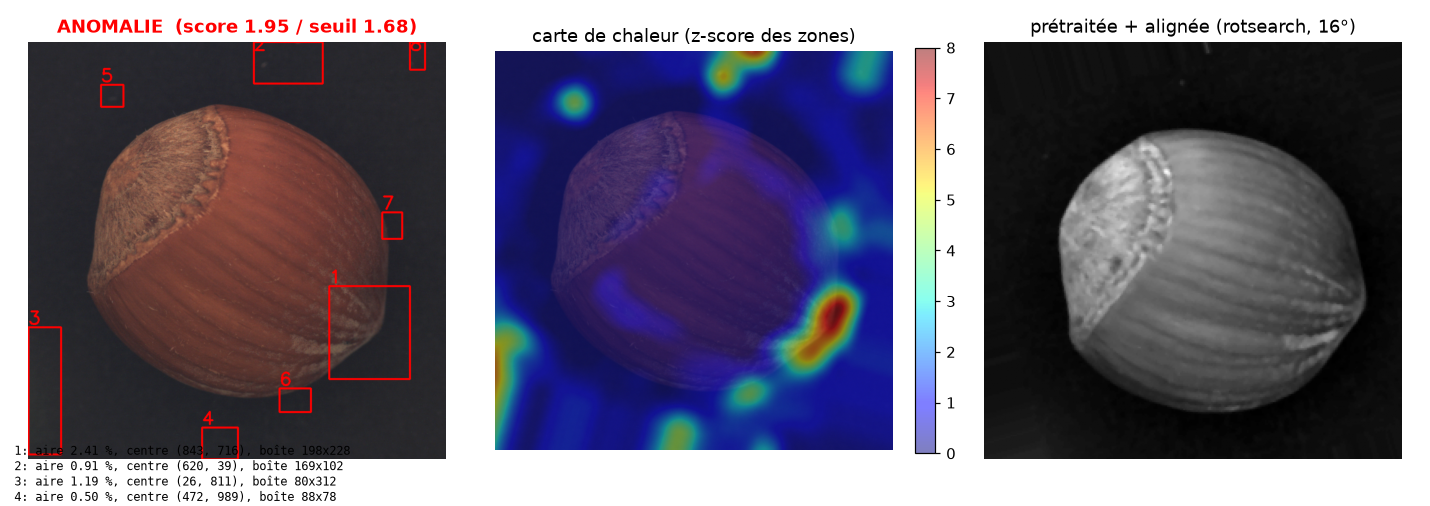 ANOMALIE  (score 1.95 / seuil 1.68)
2
8
5
7
1
3
6
4
1: aire 2.41 %, centre (843, 716), boîte 198x228
2: aire 0.91 %, centre (620, 39), boîte 169x102
3: aire 1.19 %, centre (26, 811), boîte 80x312
4: aire 0.50 %, centre (472, 989), boîte 88x78
carte de chaleur (z-score des zones)
8
7
6
5
4
3
2
1
0
prétraitée + alignée (rotsearch, 16°)